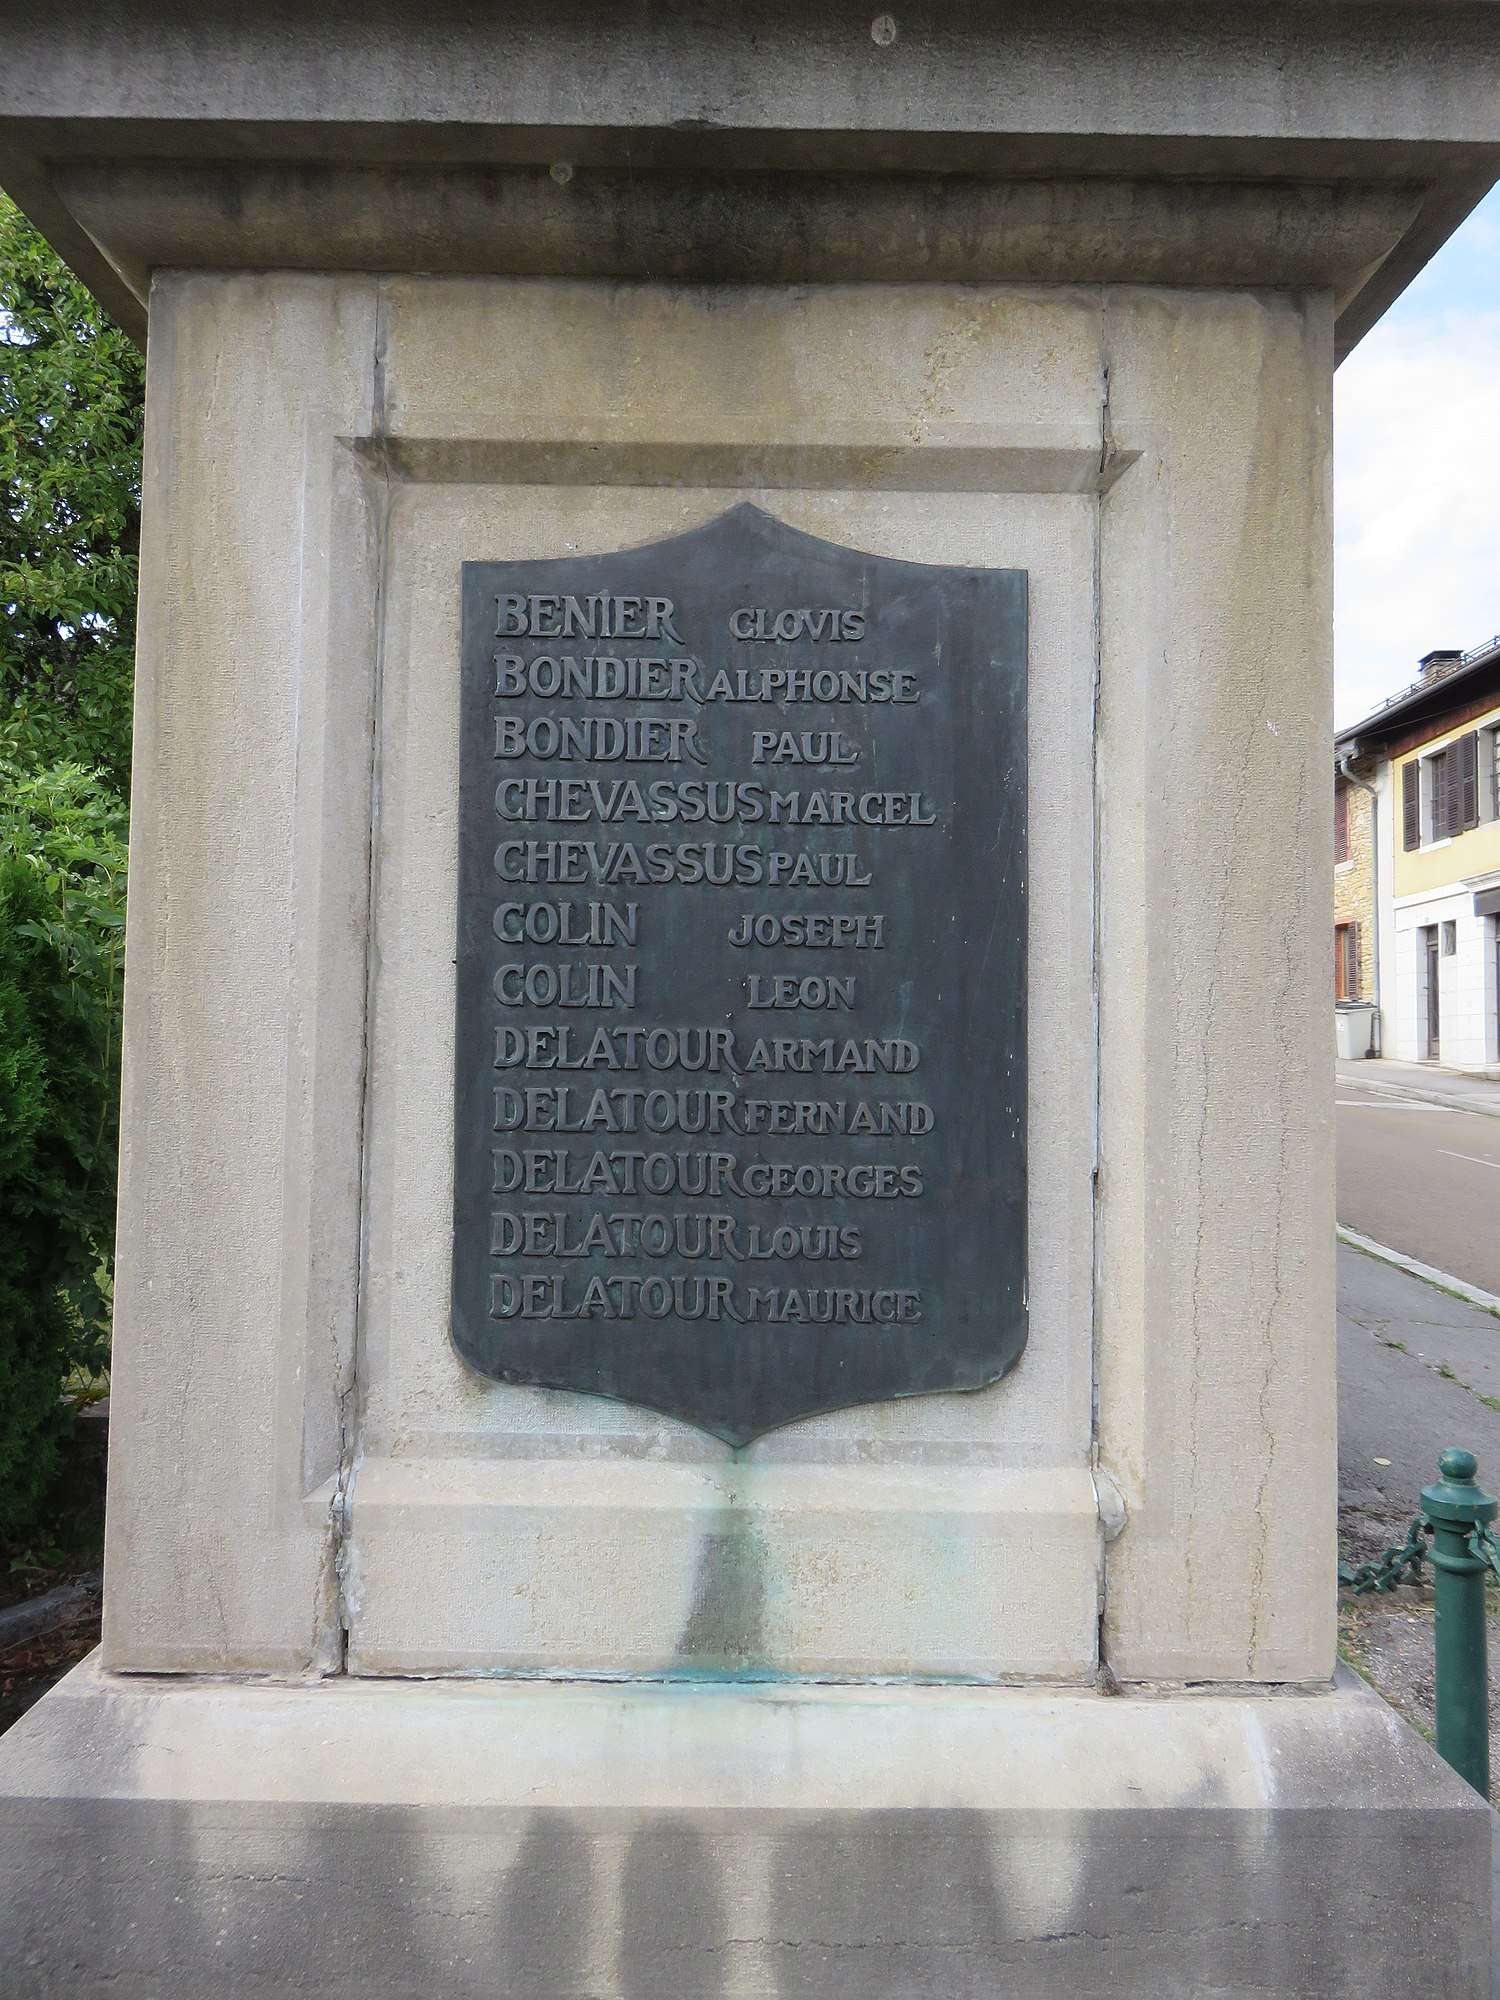 BENIER CLOVIS
BONDIER ALPHONSE
BONDIER PAUL
CHEVASSUS MARCEL
CHEVASSUS PAUL
COLIN JOSEPH
COLIN LEON
DELATOUR ARMAND
DELATOUR FERNAND
DELATOUR GEORGES
DELATOUR LOUIS
DELATOUR MAURICE